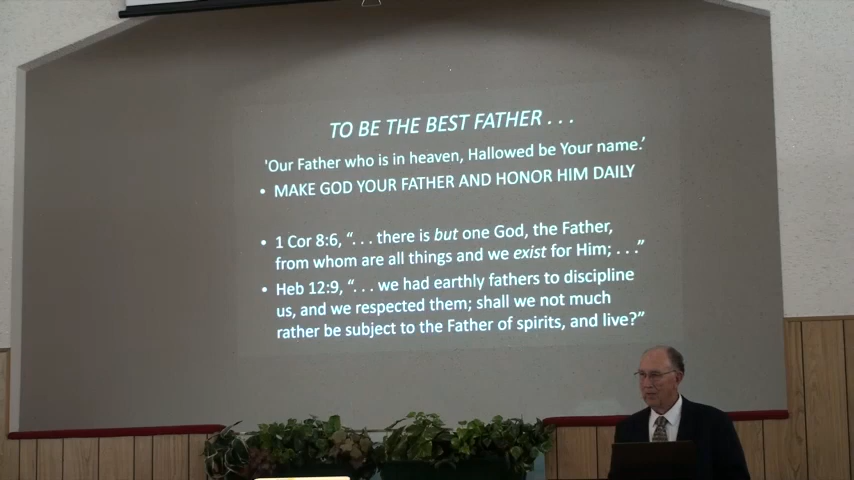 TO BE THE BEST FATHER . . .
'Our Father who is in heaven, Hallowed be Your name.'
• MAKE GOD YOUR FATHER AND HONOR HIM DAILY
• 1 Cor 8:6, “. . . there is but one God, the Father,
from whom are all things and we exist for Him; . . .”
• Heb 12:9, “. . . we had earthly fathers to discipline
us, and we respected them; shall we not much
rather be subject to the Father of spirits, and live?”